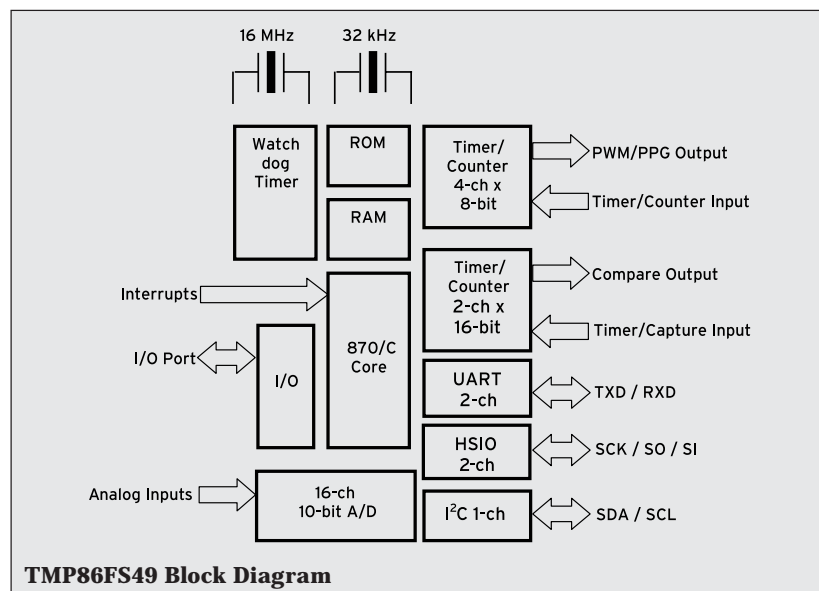 16 MHz
32 kHz
Watch
dog
Timer
ROM
RAM
Timer/
Counter
4-ch x
8-bit
PWM/PPG Output
Timer/Counter Input
Timer/
Counter
2-ch x
16-bit
Compare Output
Timer/Capture Input
Interrupts
I/O Port
I/O
870/C
Core
UART
2-ch
TXD / RXD
HSIO
2-ch
SCK / SO / SI
Analog Inputs
16-ch
10-bit A/D
I²C 1-ch
SDA / SCL
TMP86FS49 Block Diagram